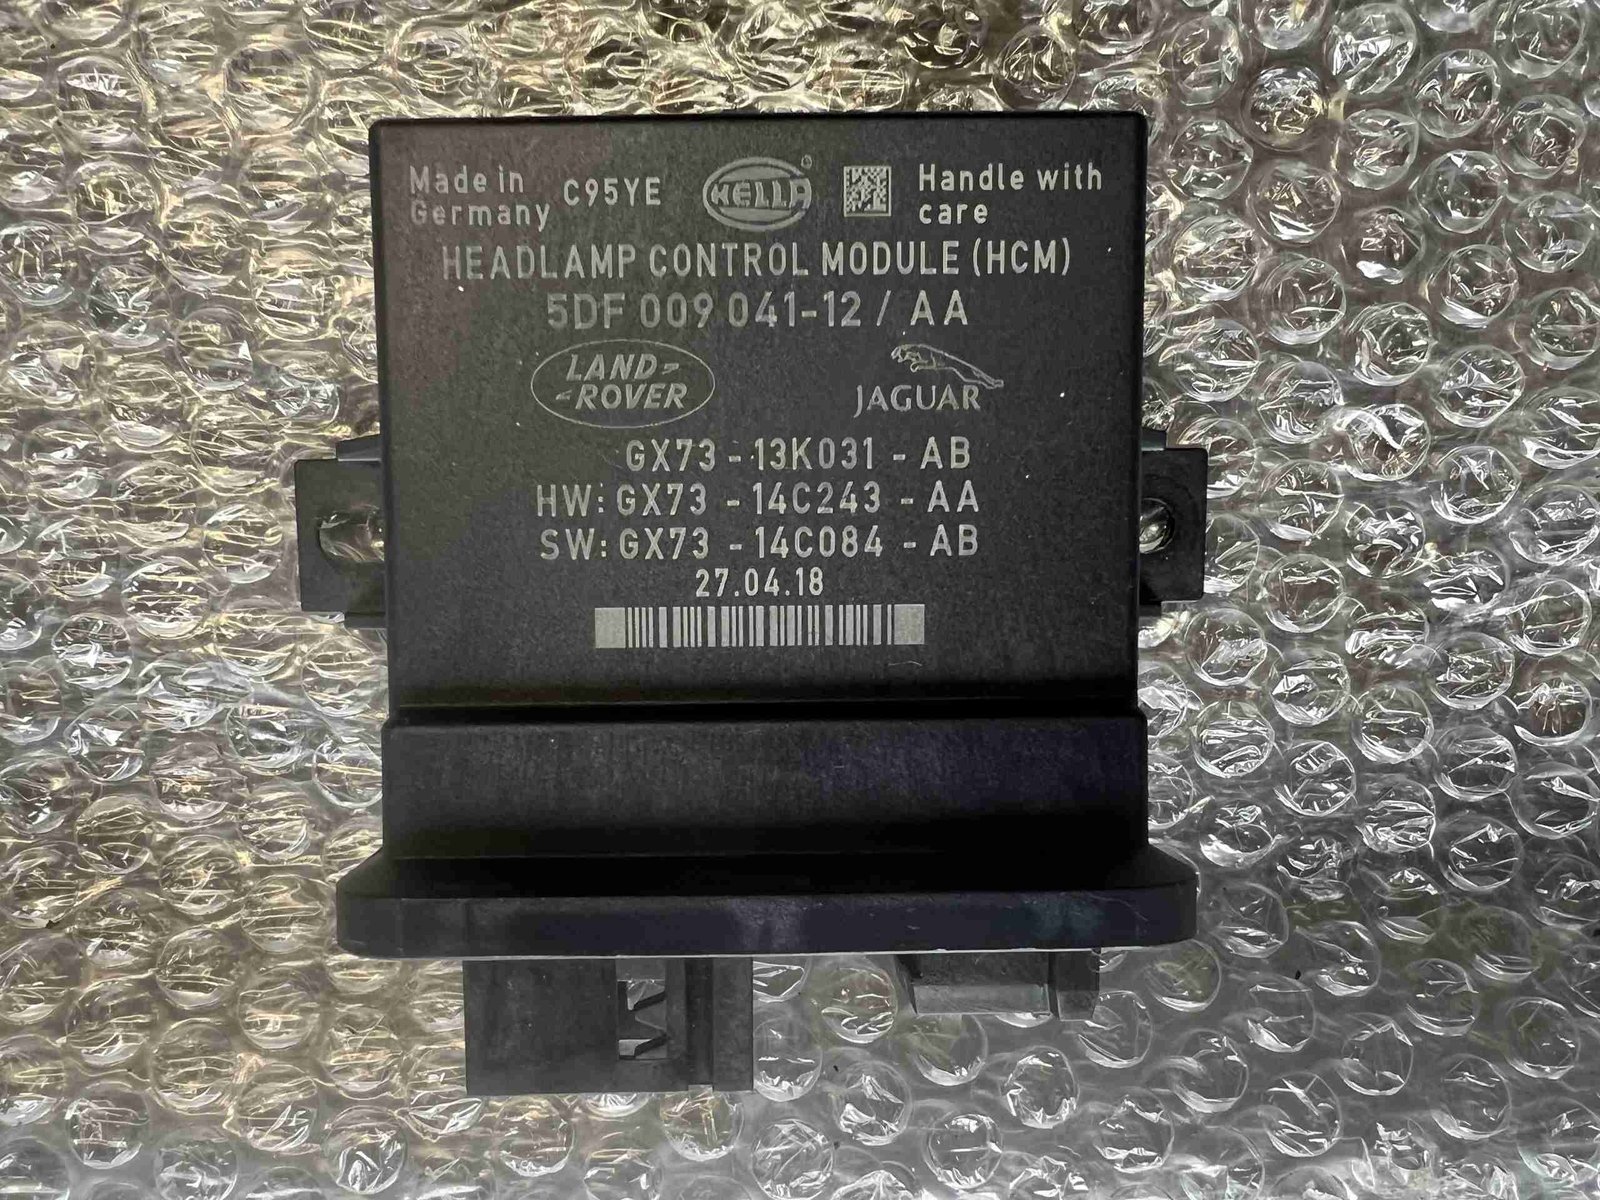 Made in
Germany
C95YE
HELLA®
Handle with
care
HEADLAMP CONTROL MODULE (HCM)
5DF 009 041-12 / AA
LAND-
-ROVER
JAGUAR
GX73 - 13K031 - AB
HW: GX73 - 14C243 - AA
SW: GX73 - 14C084 - AB
27.04.18